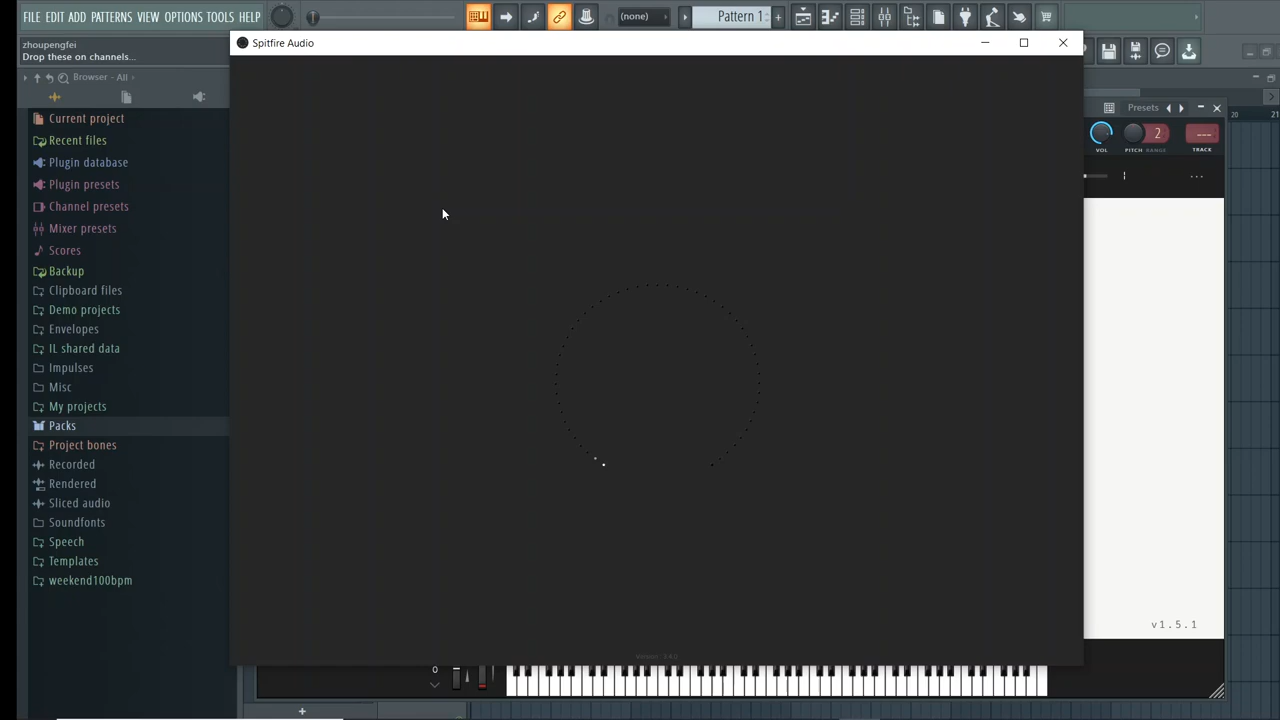 FILE EDIT ADD PATTERNS VIEW OPTIONS TOOLS HELP
(none)
Pattern 1
zhoupengfei
Drop these on channels...
Spitfire Audio
Browser - All
Current project
Recent files
Plugin database
Plugin presets
Channel presets
Mixer presets
Scores
Backup
Clipboard files
Demo projects
Envelopes
IL shared data
Impulses
Misc
My projects
Packs
Project bones
Recorded
Rendered
Sliced audio
Soundfonts
Speech
Templates
weekend100bpm
20
21
Presets
2
---
VOL
PITCH RANGE
TRACK
...
v1.5.1
0